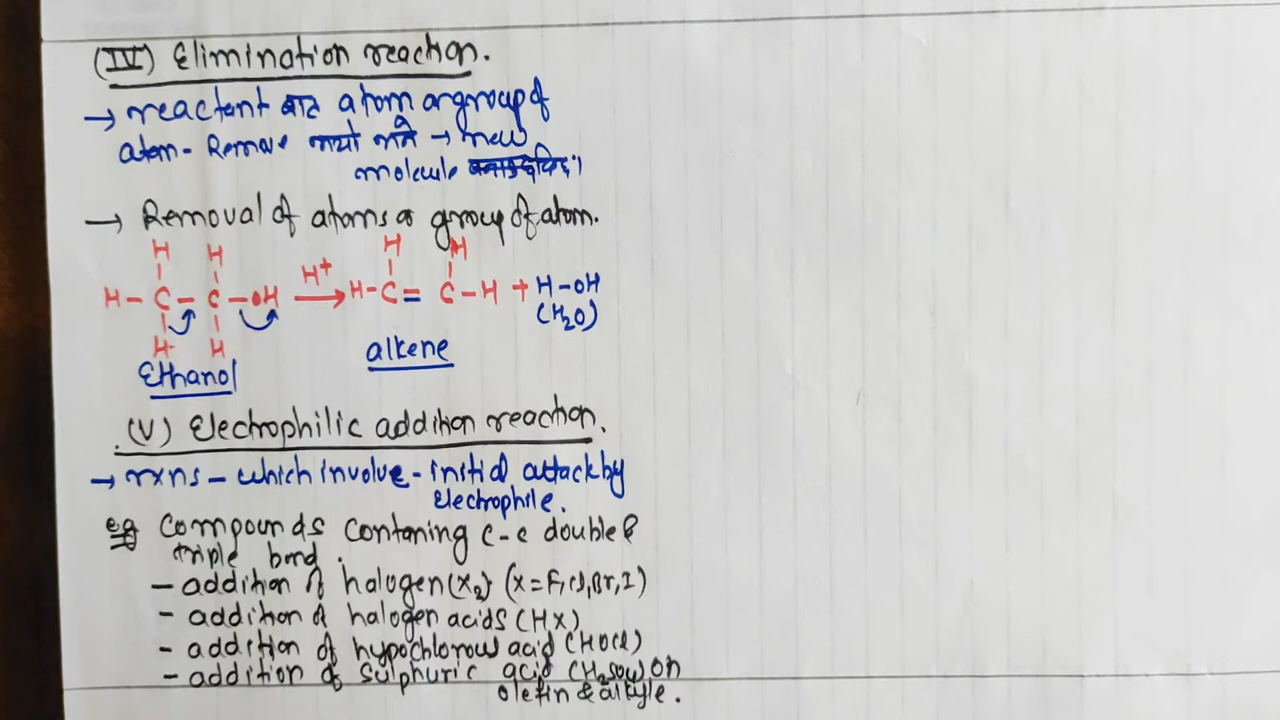 (IV) Elimination reaction.
→ reactant बाट atom or group of
atom - Remove गयो भने → new
molecule
→ Removal of atoms or group of atom.
H H H H
H - C - C - OH H+ → H - C = C - H + H - OH
H H (H2O)
Ethanol alkene
(V) Electrophilic addition reaction.
→ rxns - which involve - initial attack by
electrophile.
eg compounds contaning c-c double &
triple bond.
- addition of halogen (X2) (X = F, Cl, Br, I)
- addition of halogen acids (HX)
- addition of hypochlorous acid (HOCl)
- addition of sulphuric acid (H2SO4) on
olefin & alkyle.